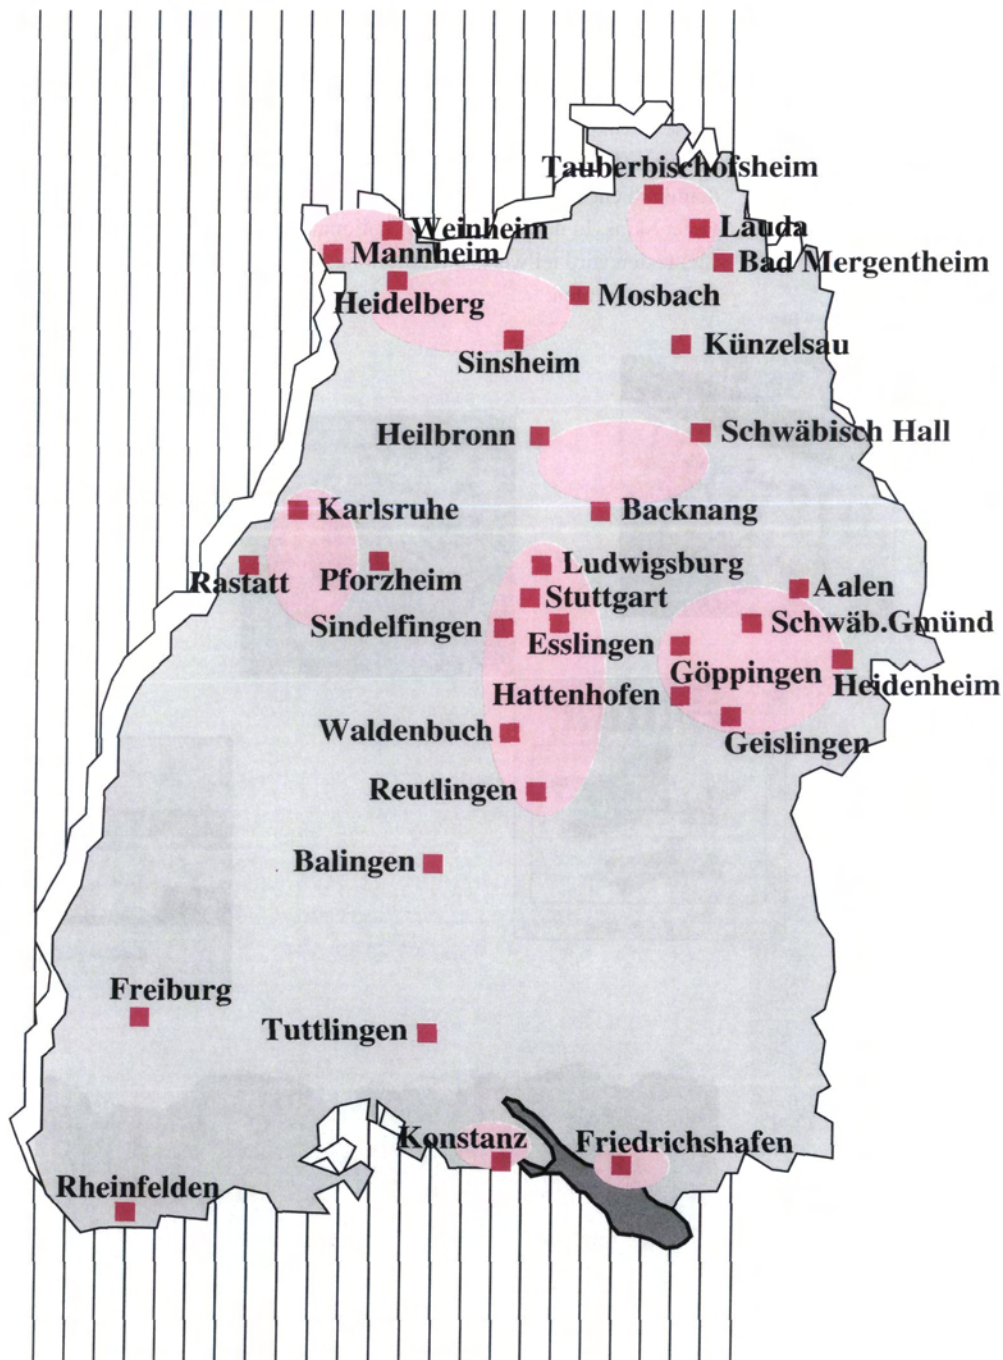 Tauberbischofsheim
Weinheim
Lauda
Mannheim
Bad Mergentheim
Heidelberg
Mosbach
Sinsheim
Künzelsau
Heilbronn
Schwäbisch Hall
Karlsruhe
Backnang
Rastatt
Pforzheim
Ludwigsburg
Aalen
Stuttgart
Sindelfingen
Schwäb.Gmünd
Esslingen
Göppingen
Heidenheim
Hattenhofen
Waldenbuch
Geislingen
Reutlingen
Balingen
Freiburg
Tuttlingen
Konstanz
Friedrichshafen
Rheinfelden